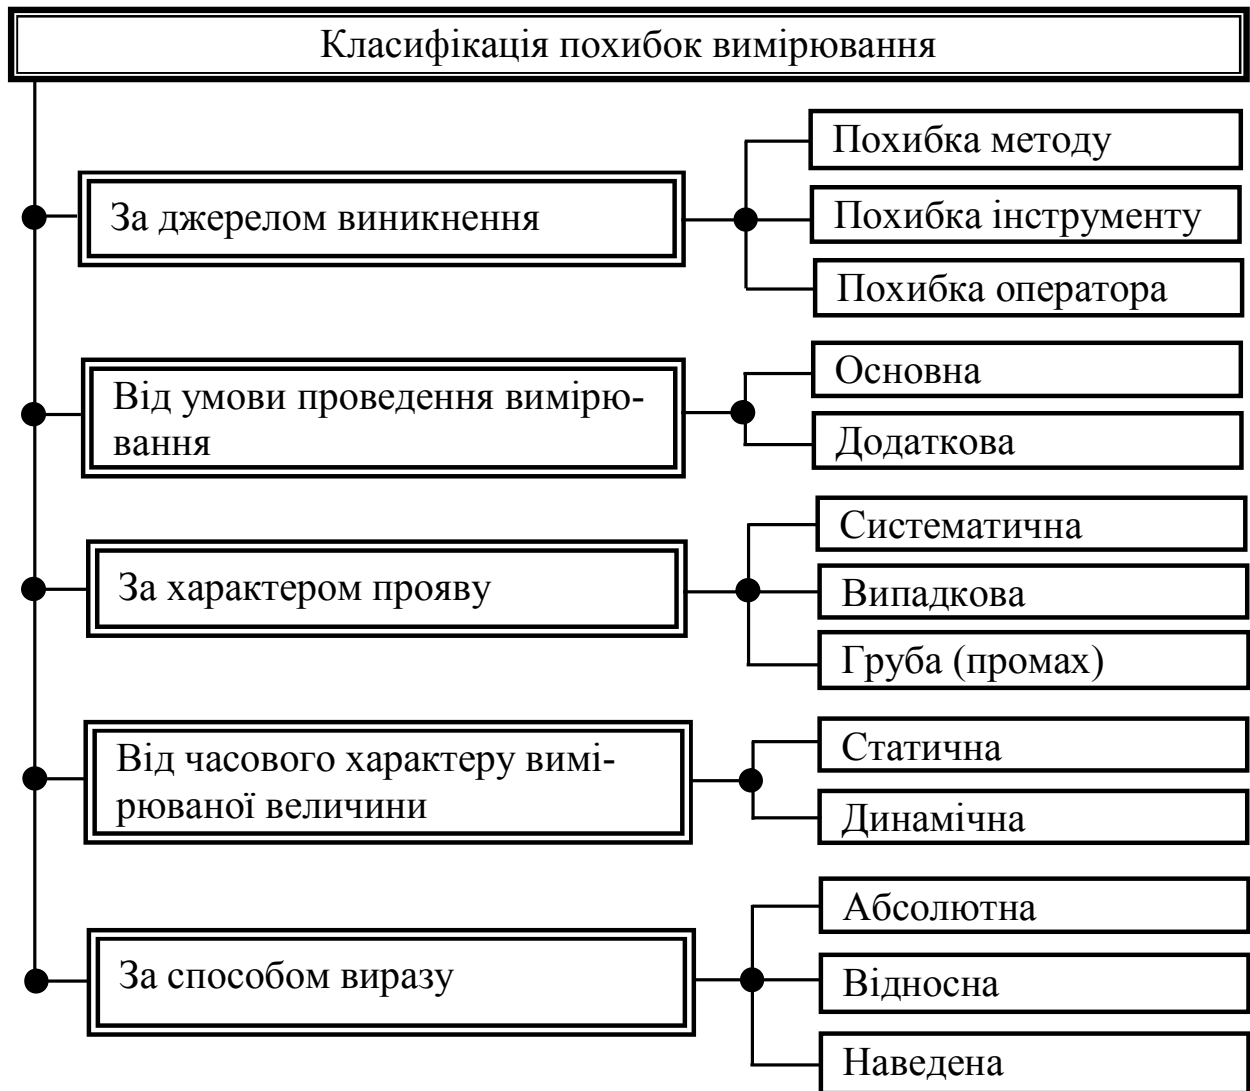 Класифікація похибок вимірювання
За джерелом виникнення
Похибка методу
Похибка інструменту
Похибка оператора
Від умови проведення вимірю-
вання
Основна
Додаткова
За характером прояву
Систематична
Випадкова
Груба (промах)
Від часового характеру вимі-
рюваної величини
Статична
Динамічна
За способом виразу
Абсолютна
Відносна
Наведена